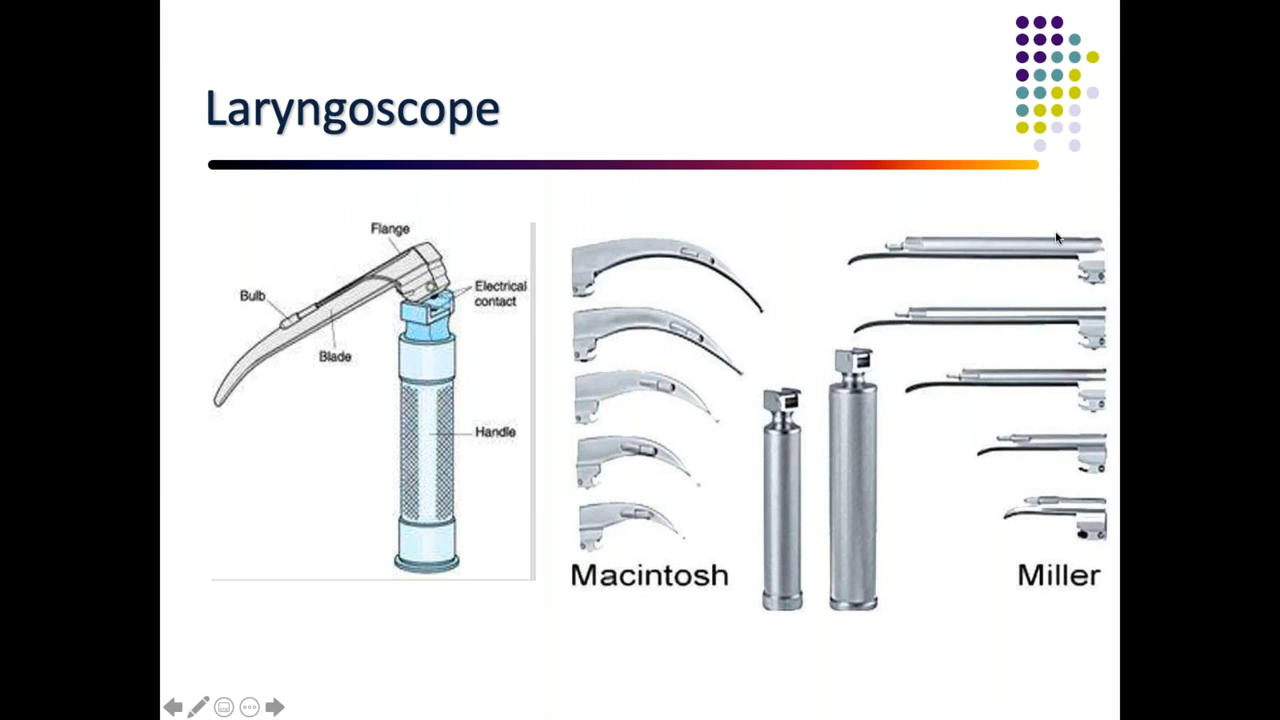 Laryngoscope
Flange
Bulb
Electrical
contact
Blade
Handle
Macintosh
Miller